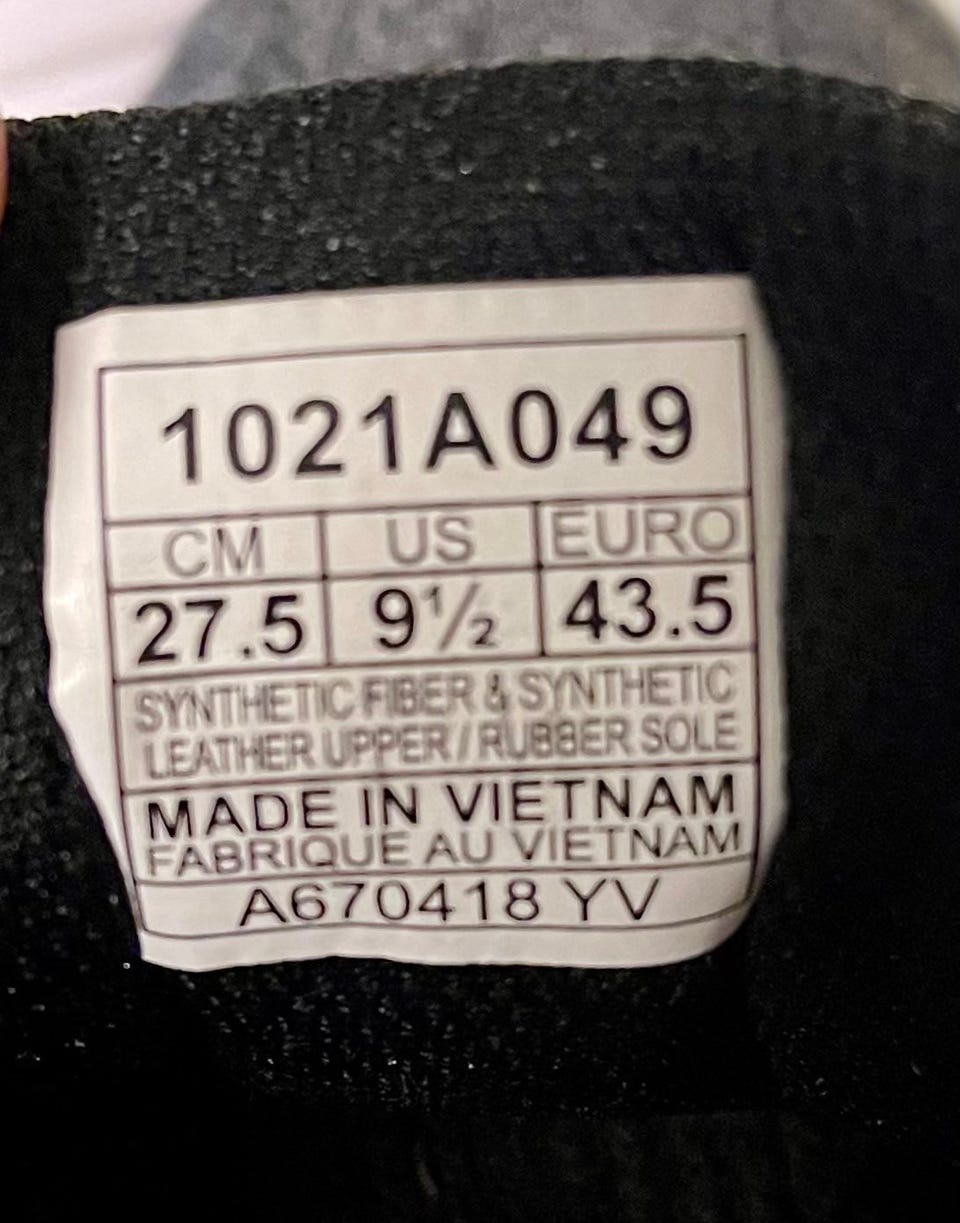 1021A049
CM US EURO
27.5 9½ 43.5
SYNTHETIC FIBER & SYNTHETIC
LEATHER UPPER / RUBBER SOLE
MADE IN VIETNAM
FABRIQUE AU VIETNAM
A670418 YV